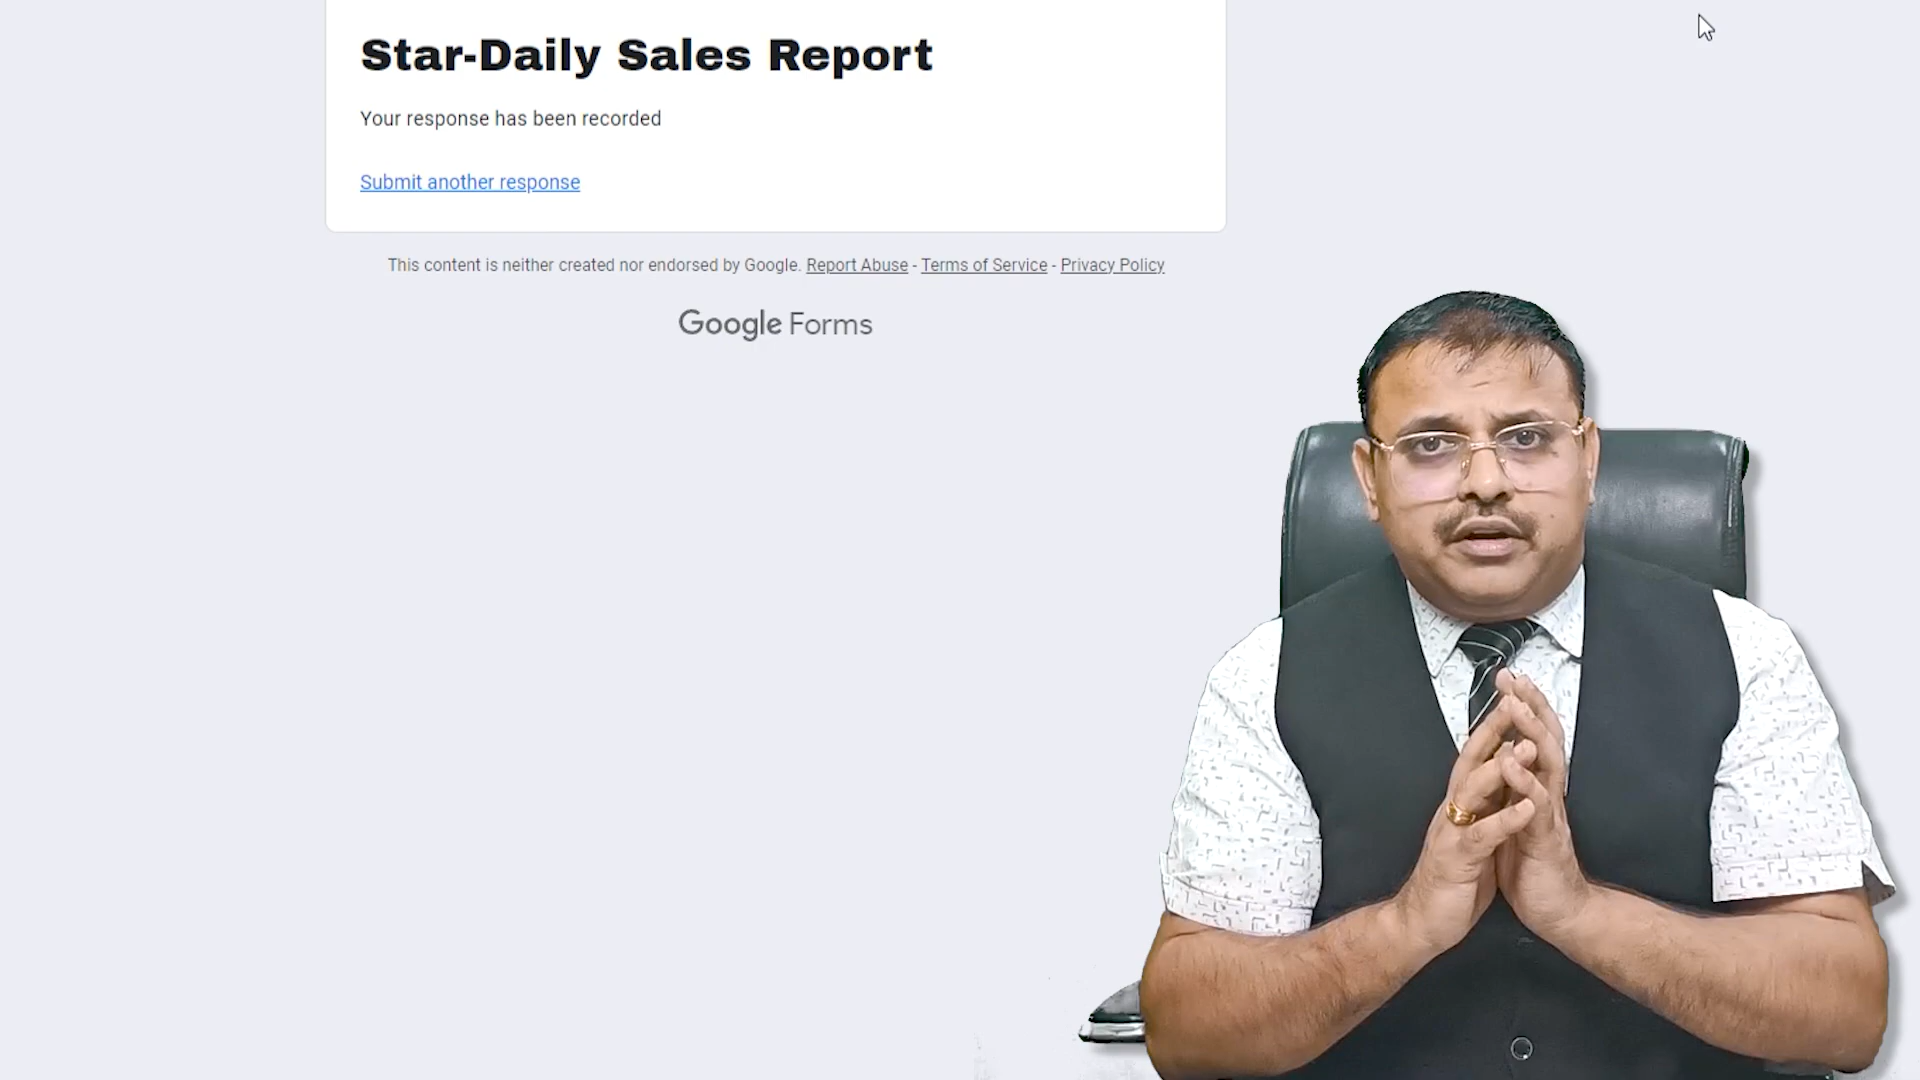 Star-Daily Sales Report
Your response has been recorded
Submit another response
This content is neither created nor endorsed by Google. Report Abuse - Terms of Service - Privacy Policy
Google Forms